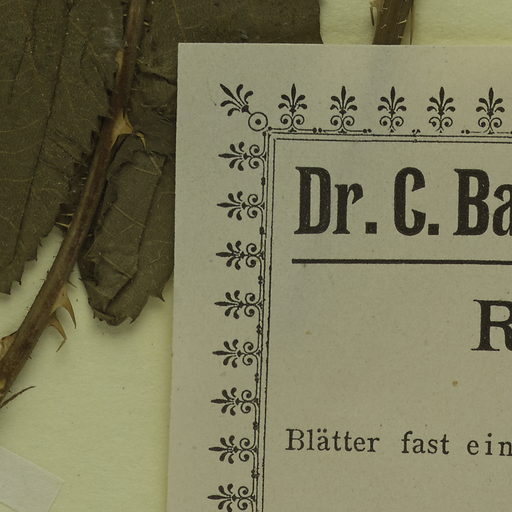 Dr. C. Ba
R
Blätter fast ein